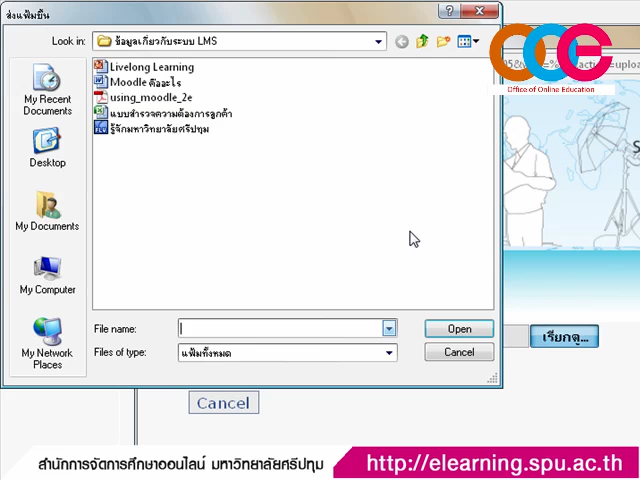 ส่งแฟ้มขึ้น
Look in:
ข้อมูลเกี่ยวกับระบบ LMS
Livelong Learning
Moodle คืออะไร
using_moodle_2e
แบบสำรวจความต้องการลูกค้า
รู้จักมหาวิทยาลัยศรีปทุม
My Recent
Documents
Desktop
My Documents
My Computer
My Network
Places
File name:
Open
Files of type:
แฟ้มทั้งหมด
Cancel
Office of Online Education
เรียกดู...
Cancel
สำนักการจัดการศึกษาออนไลน์ มหาวิทยาลัยศรีปทุม
http://elearning.spu.ac.th